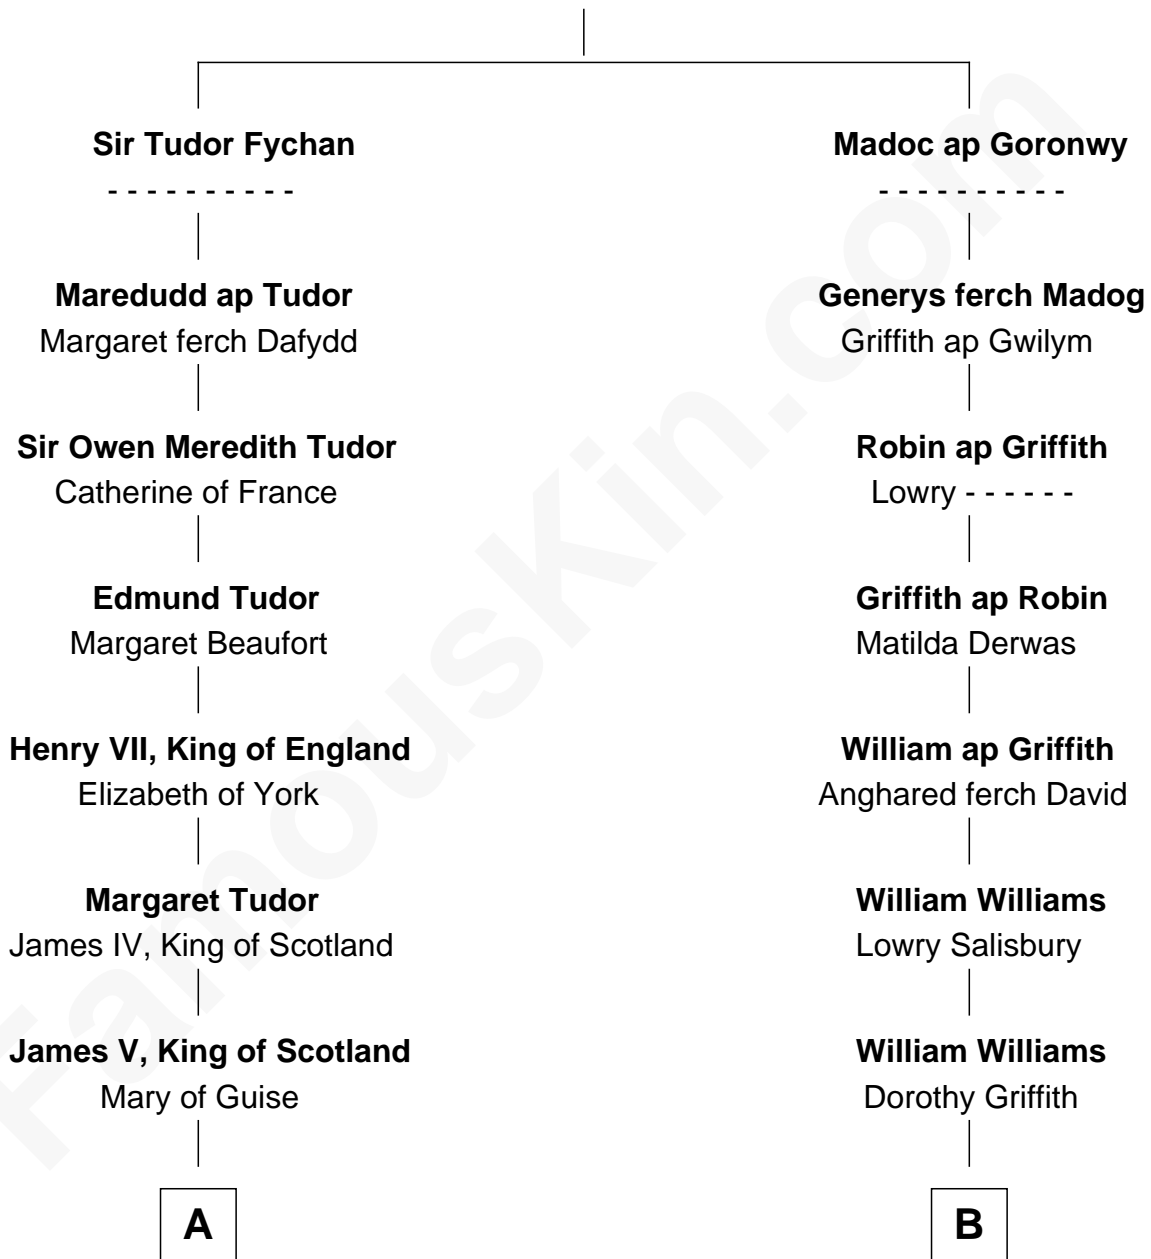 Sir Tudor Fychan
- - - - - - - - - -
Maredudd ap Tudor
Margaret ferch Dafydd
Sir Owen Meredith Tudor
Catherine of France
Edmund Tudor
Margaret Beaufort
Henry VII, King of England
Elizabeth of York
Margaret Tudor
James IV, King of Scotland
James V, King of Scotland
Mary of Guise
A
Madoc ap Goronwy
- - - - - - - - - -
Generys ferch Madog
Griffith ap Gwilym
Robin ap Griffith
Lowry - - - - - -
Griffith ap Robin
Matilda Derwas
William ap Griffith
Anghared ferch David
William Williams
Lowry Salisbury
William Williams
Dorothy Griffith
B
FamousKin.com